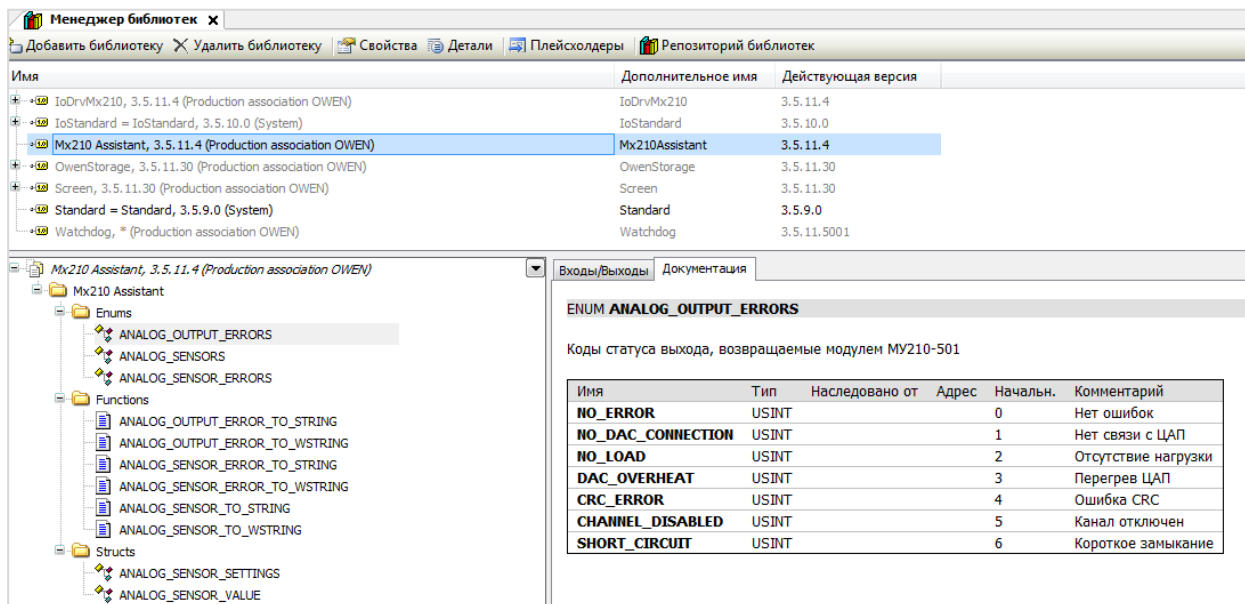 Менеджер библиотек x
Добавить библиотеку Удалить библиотеку Свойства Детали Плейсхолдеры Репозиторий библиотек
Имя Дополнительное имя Действующая версия
IoDrvMx210, 3.5.11.4 (Production association OWEN) IoDrvMx210 3.5.11.4
IoStandard = IoStandard, 3.5.10.0 (System) IoStandard 3.5.10.0
Mx210 Assistant, 3.5.11.4 (Production association OWEN) Mx210Assistant 3.5.11.4
OwenStorage, 3.5.11.30 (Production association OWEN) OwenStorage 3.5.11.30
Screen, 3.5.11.30 (Production association OWEN) Screen 3.5.11.30
Standard = Standard, 3.5.9.0 (System) Standard 3.5.9.0
Watchdog, * (Production association OWEN) Watchdog 3.5.11.5001
Mx210 Assistant, 3.5.11.4 (Production association OWEN)
Mx210 Assistant
Enums
ANALOG_OUTPUT_ERRORS
ANALOG_SENSORS
ANALOG_SENSOR_ERRORS
Functions
ANALOG_OUTPUT_ERROR_TO_STRING
ANALOG_OUTPUT_ERROR_TO_WSTRING
ANALOG_SENSOR_ERROR_TO_STRING
ANALOG_SENSOR_ERROR_TO_WSTRING
ANALOG_SENSOR_TO_STRING
ANALOG_SENSOR_TO_WSTRING
Structs
ANALOG_SENSOR_SETTINGS
ANALOG_SENSOR_VALUE
Входы/Выходы Документация
ENUM ANALOG_OUTPUT_ERRORS
Коды статуса выхода, возвращаемые модулем МУ210-501
Имя Тип Наследовано от Адрес Начальн. Комментарий
NO_ERROR USINT 0 Нет ошибок
NO_DAC_CONNECTION USINT 1 Нет связи с ЦАП
NO_LOAD USINT 2 Отсутствие нагрузки
DAC_OVERHEAT USINT 3 Перегрев ЦАП
CRC_ERROR USINT 4 Ошибка CRC
CHANNEL_DISABLED USINT 5 Канал отключен
SHORT_CIRCUIT USINT 6 Короткое замыкание